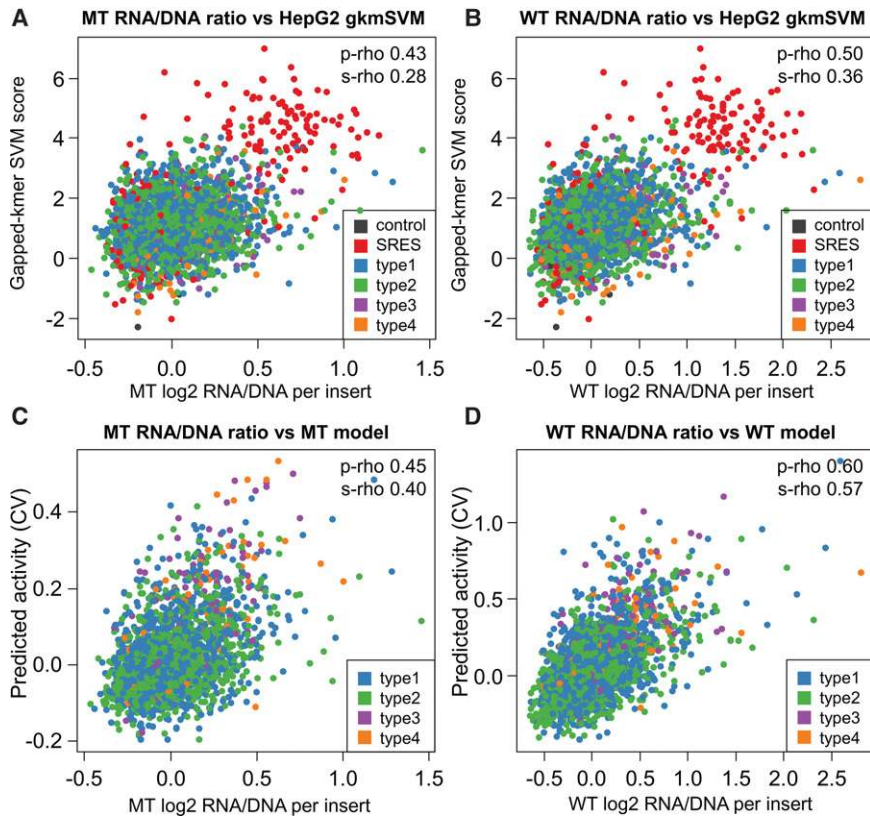 A
MT RNA/DNA ratio vs HepG2 gkmSVM
p-rho 0.43
s-rho 0.28
Gapped-kmer SVM score
6
4
2
0
-2
control
SRES
type1
type2
type3
type4
-0.5
0.0
0.5
1.0
1.5
MT log2 RNA/DNA per insert
B
WT RNA/DNA ratio vs HepG2 gkmSVM
p-rho 0.50
s-rho 0.36
Gapped-kmer SVM score
6
4
2
0
-2
control
SRES
type1
type2
type3
type4
-0.5
0.0
0.5
1.0
1.5
2.0
2.5
WT log2 RNA/DNA per insert
C
MT RNA/DNA ratio vs MT model
p-rho 0.45
s-rho 0.40
Predicted activity (CV)
0.4
0.2
0.0
-0.2
type1
type2
type3
type4
-0.5
0.0
0.5
1.0
1.5
MT log2 RNA/DNA per insert
D
WT RNA/DNA ratio vs WT model
p-rho 0.60
s-rho 0.57
Predicted activity (CV)
1.0
0.5
0.0
type1
type2
type3
type4
-0.5
0.0
0.5
1.0
1.5
2.0
2.5
WT log2 RNA/DNA per insert